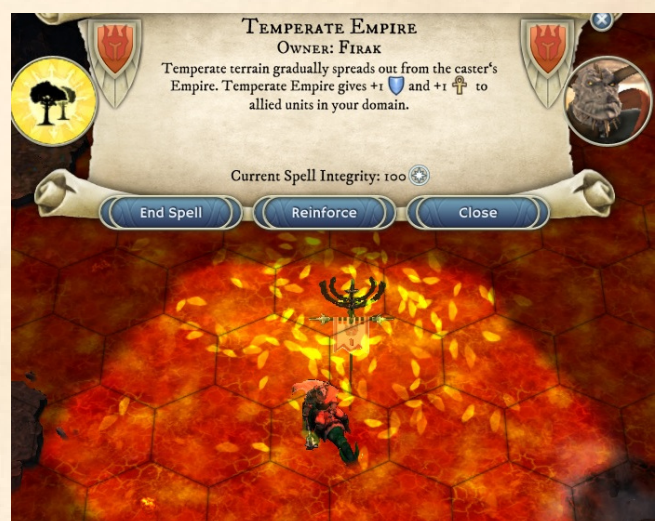 Temperate Empire
Owner: Firak
Temperate terrain gradually spreads out from the caster's
Empire. Temperate Empire gives +1 and +1 to
allied units in your domain.
Current Spell Integrity: 100
End Spell Reinforce Close